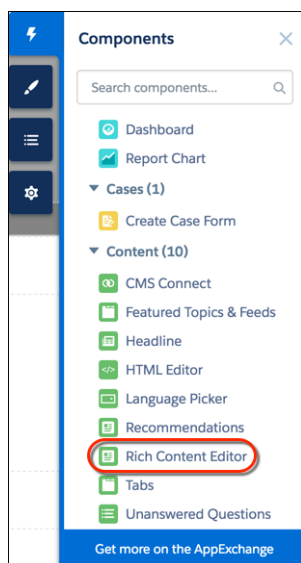 Components
Search components...
Dashboard
Report Chart
Cases (1)
Create Case Form
Content (10)
CMS Connect
Featured Topics & Feeds
Headline
HTML Editor
Language Picker
Recommendations
Rich Content Editor
Tabs
Unanswered Questions
Get more on the AppExchange